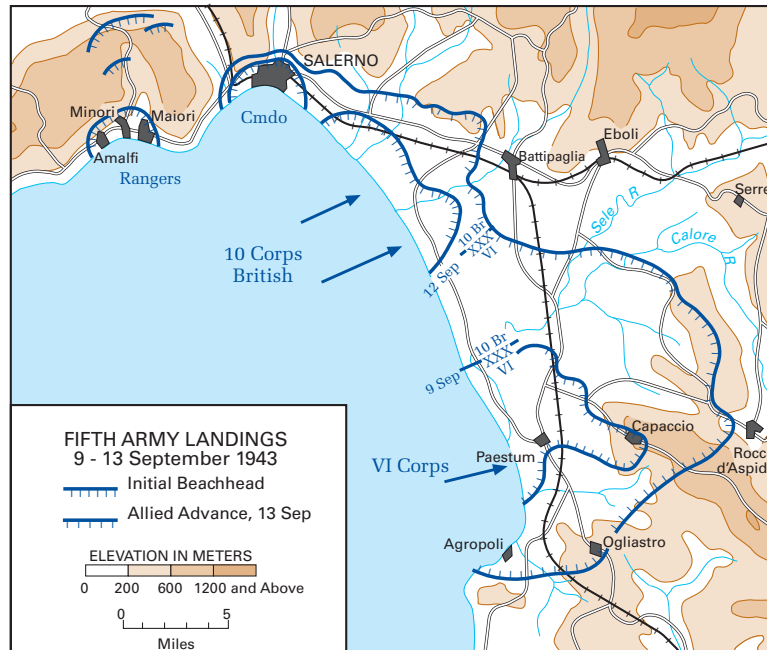 SALERNO
Cmdo
Minori
Maiori
Amalfi
Rangers
Eboli
Battipaglia
Serre
Sele R
Calore R
10 Corps
British
10 Br
XXX
VI
12 Sep
10 Br
XXX
VI
9 Sep
Capaccio
Paestum
Rocc
d'Aspid
VI Corps
Agropoli
Ogliastro
FIFTH ARMY LANDINGS
9 - 13 September 1943
Initial Beachhead
Allied Advance, 13 Sep
ELEVATION IN METERS
0 200 600 1200 and Above
0 5
Miles